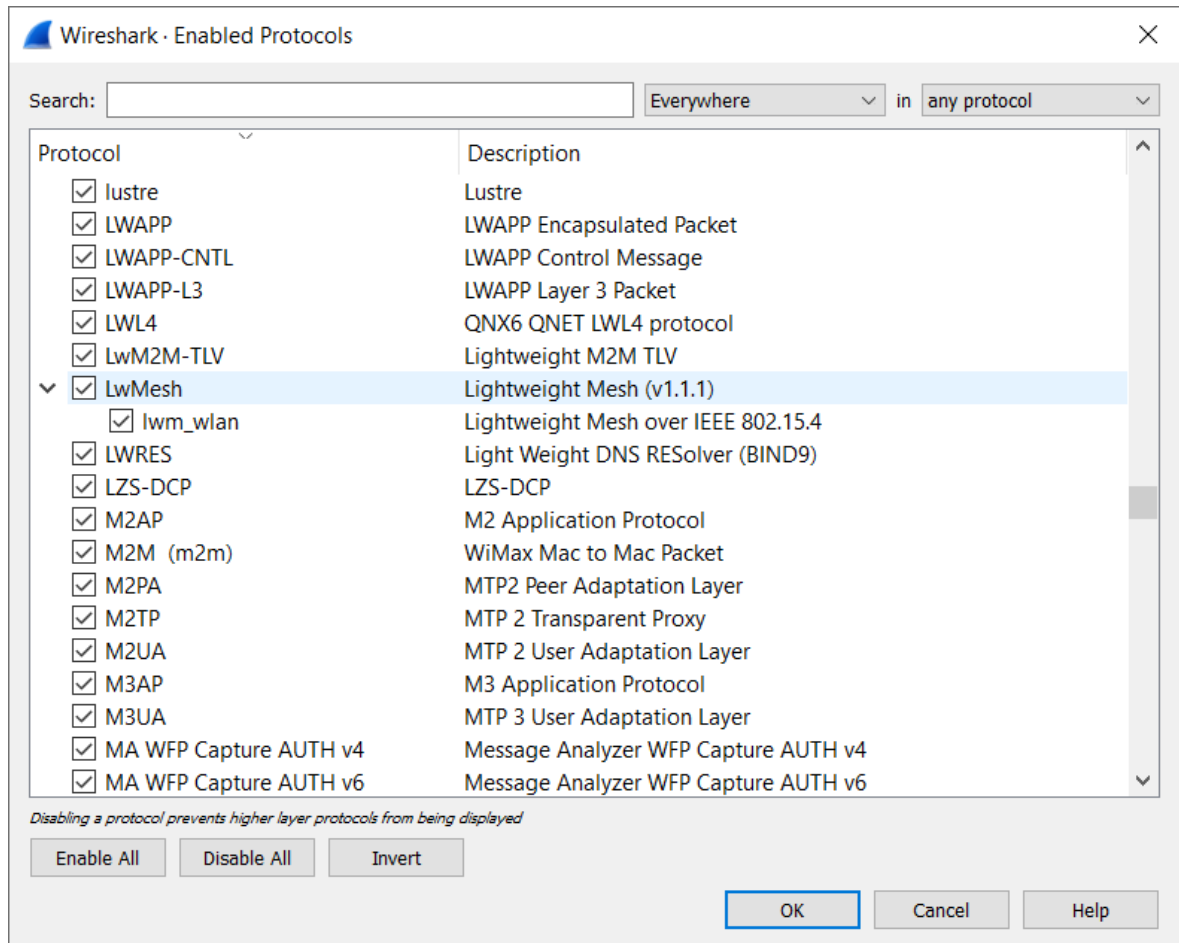 Wireshark · Enabled Protocols
Search: Everywhere in any protocol
Protocol Description
lustre Lustre
LWAPP LWAPP Encapsulated Packet
LWAPP-CNTL LWAPP Control Message
LWAPP-L3 LWAPP Layer 3 Packet
LWL4 QNX6 QNET LWL4 protocol
LwM2M-TLV Lightweight M2M TLV
LwMesh Lightweight Mesh (v1.1.1)
lwm_wlan Lightweight Mesh over IEEE 802.15.4
LWRES Light Weight DNS RESolver (BIND9)
LZS-DCP LZS-DCP
M2AP M2 Application Protocol
M2M (m2m) WiMax Mac to Mac Packet
M2PA MTP2 Peer Adaptation Layer
M2TP MTP 2 Transparent Proxy
M2UA MTP 2 User Adaptation Layer
M3AP M3 Application Protocol
M3UA MTP 3 User Adaptation Layer
MA WFP Capture AUTH v4 Message Analyzer WFP Capture AUTH v4
MA WFP Capture AUTH v6 Message Analyzer WFP Capture AUTH v6
Disabling a protocol prevents higher layer protocols from being displayed
Enable All Disable All Invert
OK Cancel Help